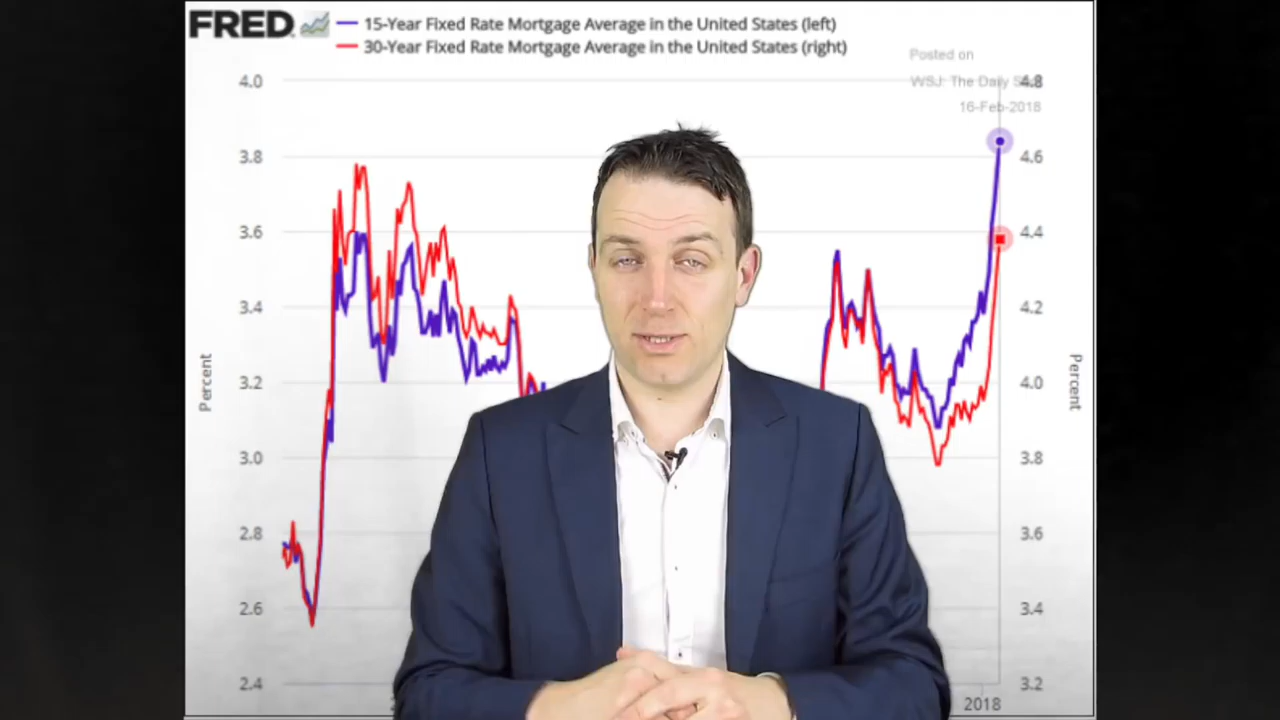 FRED
15-Year Fixed Rate Mortgage Average in the United States (left)
30-Year Fixed Rate Mortgage Average in the United States (right)
Posted on
WSJ: The Daily
16-Feb-2018
4.0
4.8
3.8
4.6
3.6
4.4
3.4
4.2
3.2
4.0
3.0
3.8
2.8
3.6
2.6
3.4
2.4
3.2
Percent
Percent
2018